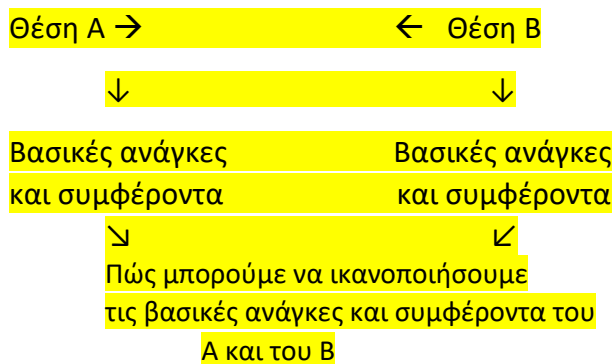 Θέση Α → ← Θέση Β
↓ ↓
Βασικές ανάγκες Βασικές ανάγκες
και συμφέροντα και συμφέροντα
↘ ↙
Πώς μπορούμε να ικανοποιήσουμε
τις βασικές ανάγκες και συμφέροντα του
Α και του Β